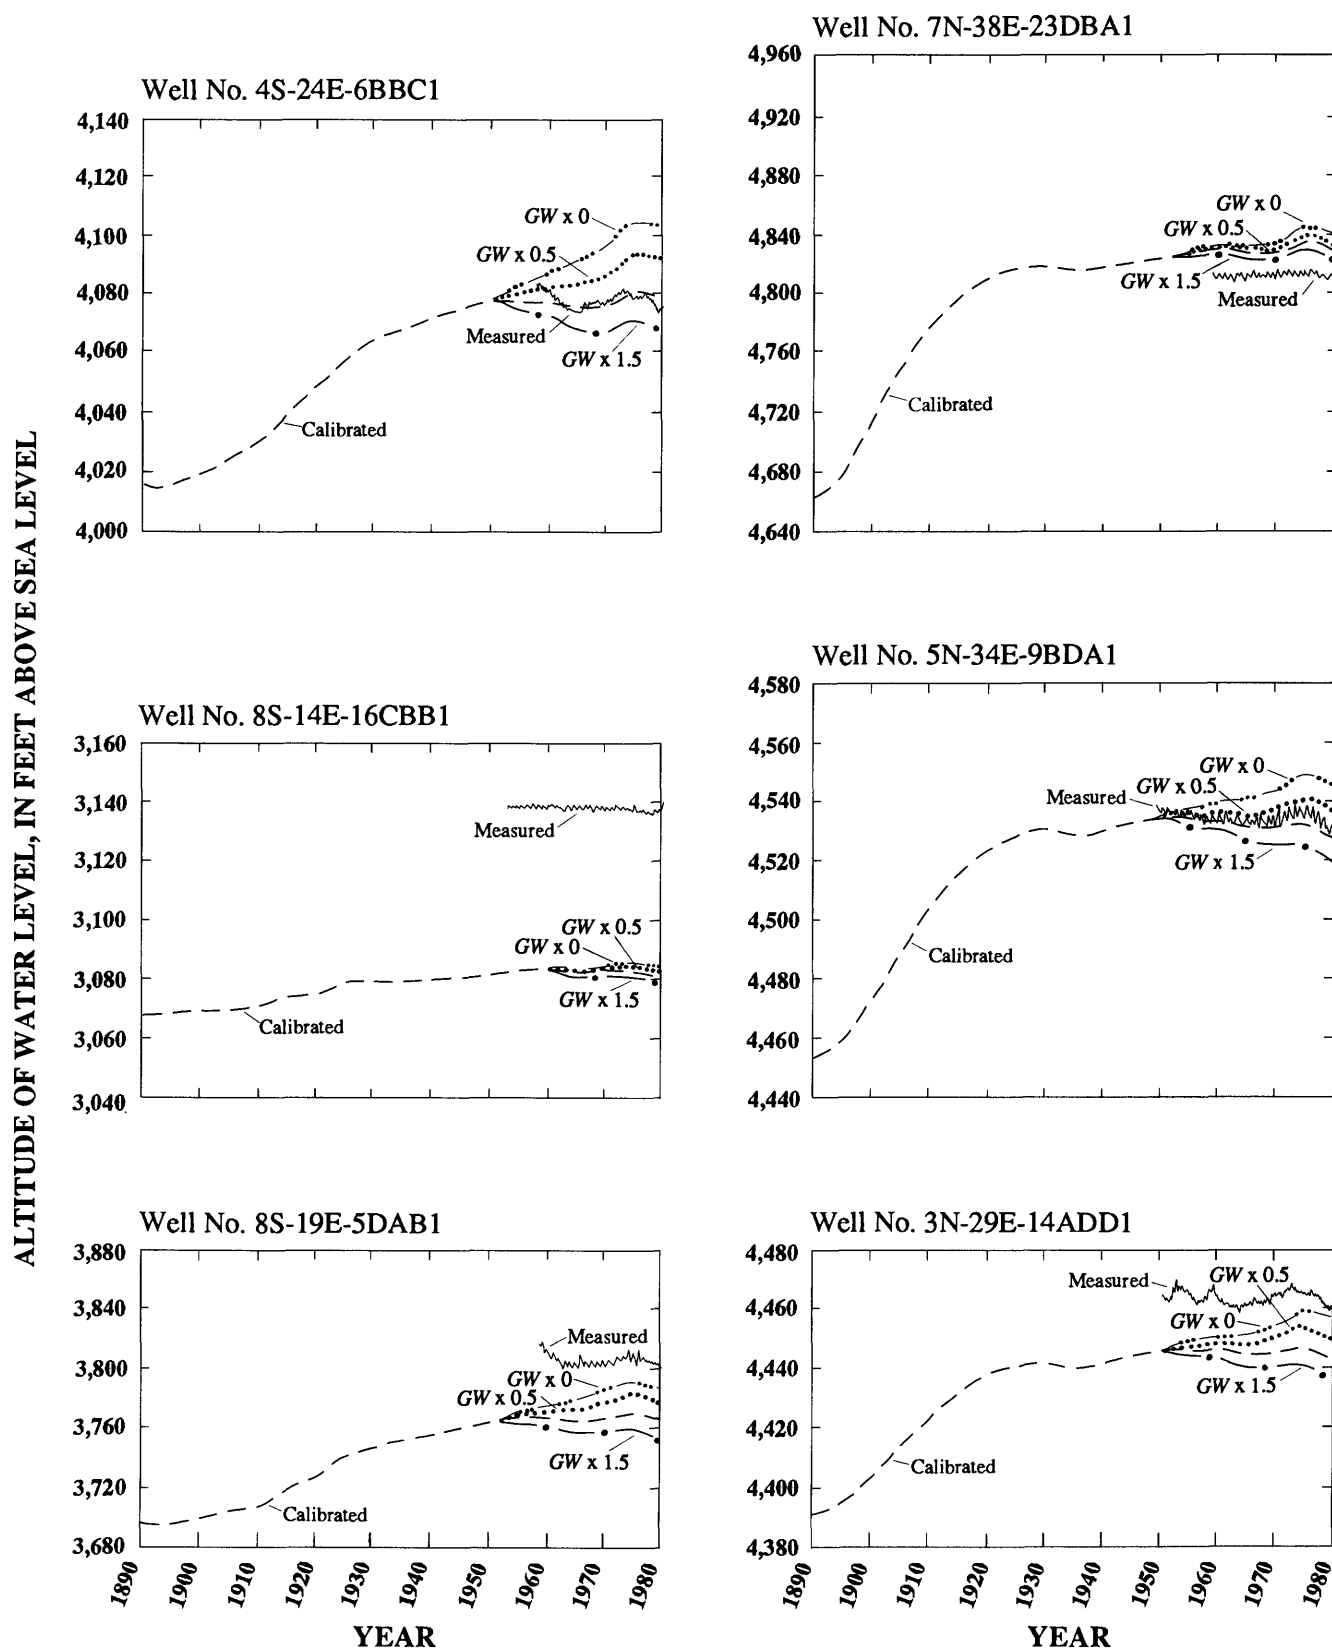 ALTITUDE OF WATER LEVEL, IN FEET ABOVE SEA LEVEL
Well No. 4S-24E-6BBC1
4,140
4,120
4,100
4,080
4,060
4,040
4,020
4,000
GW x 0
GW x 0.5
Measured
GW x 1.5
Calibrated
Well No. 8S-14E-16CBB1
3,160
3,140
3,120
3,100
3,080
3,060
3,040
Measured
GW x 0.5
GW x 0
GW x 1.5
Calibrated
Well No. 8S-19E-5DAB1
3,880
3,840
3,800
3,760
3,720
3,680
Measured
GW x 0
GW x 0.5
GW x 1.5
Calibrated
1890
1900
1910
1920
1930
1940
1950
1960
1970
1980
YEAR
Well No. 7N-38E-23DBA1
4,960
4,920
4,880
4,840
4,800
4,760
4,720
4,680
4,640
GW x 0
GW x 0.5
GW x 1.5
Measured
Calibrated
Well No. 5N-34E-9BDA1
4,580
4,560
4,540
4,520
4,500
4,480
4,460
4,440
GW x 0
GW x 0.5
Measured
GW x 1.5
Calibrated
Well No. 3N-29E-14ADD1
4,480
4,460
4,440
4,420
4,400
4,380
GW x 0.5
Measured
GW x 0
GW x 1.5
Calibrated
1890
1900
1910
1920
1930
1940
1950
1960
1970
1980
YEAR